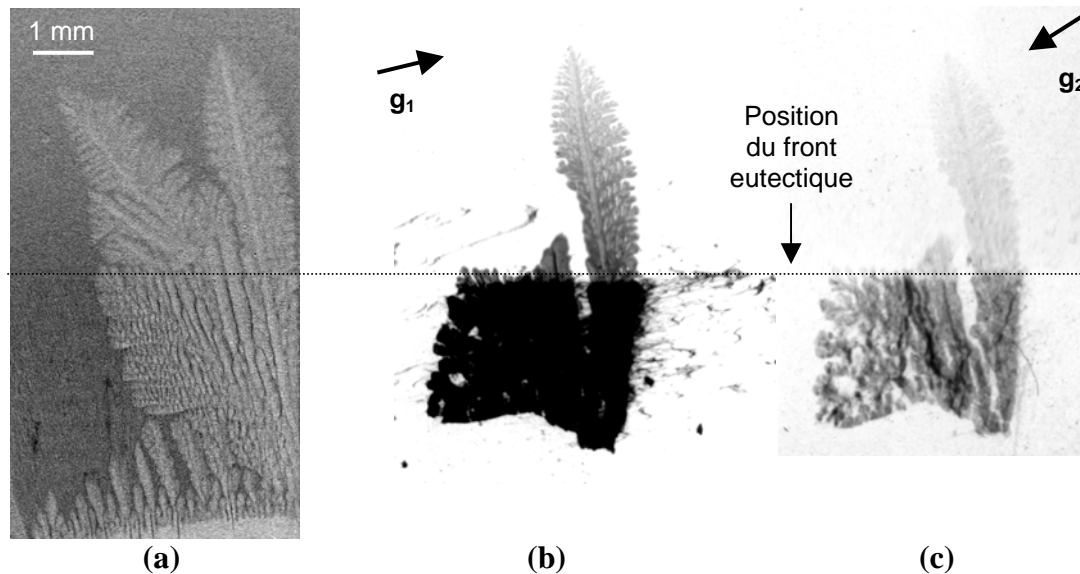 1 mm
g₁
g₂
Position
du front
eutectique
(a)
(b)
(c)